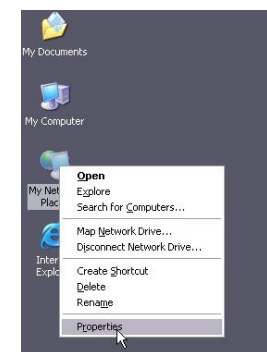 My Documents
My Computer
My Net
Plac
Open
Explore
Search for Computers...
Map Network Drive...
Disconnect Network Drive...
Create Shortcut
Delete
Rename
Properties
Inter
Explo